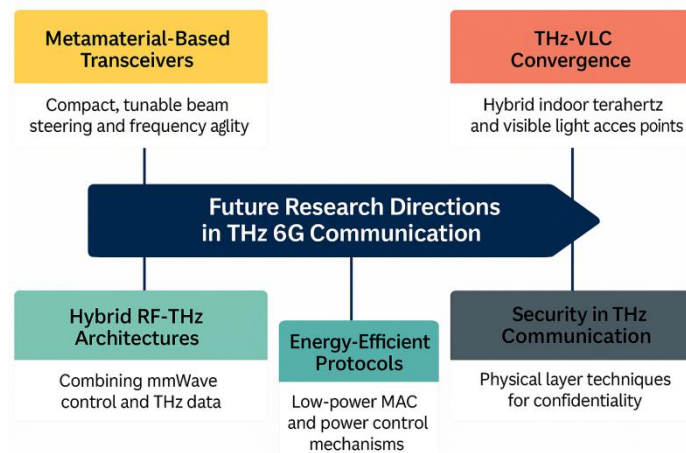 Metamaterial-Based
Transceivers
Compact, tunable beam
steering and frequency aglity
THz-VLC
Convergence
Hybrid indoor terahertz
and visible light acces points
Future Research Directions
in THz 6G Communication
Hybrid RF-THz
Architectures
Combining mmWave
control and THz data
Energy-Efficient
Protocols
Low-power MAC
and power control
mechanisms
Security in THz
Communication
Physical layer techniques
for confidentiality